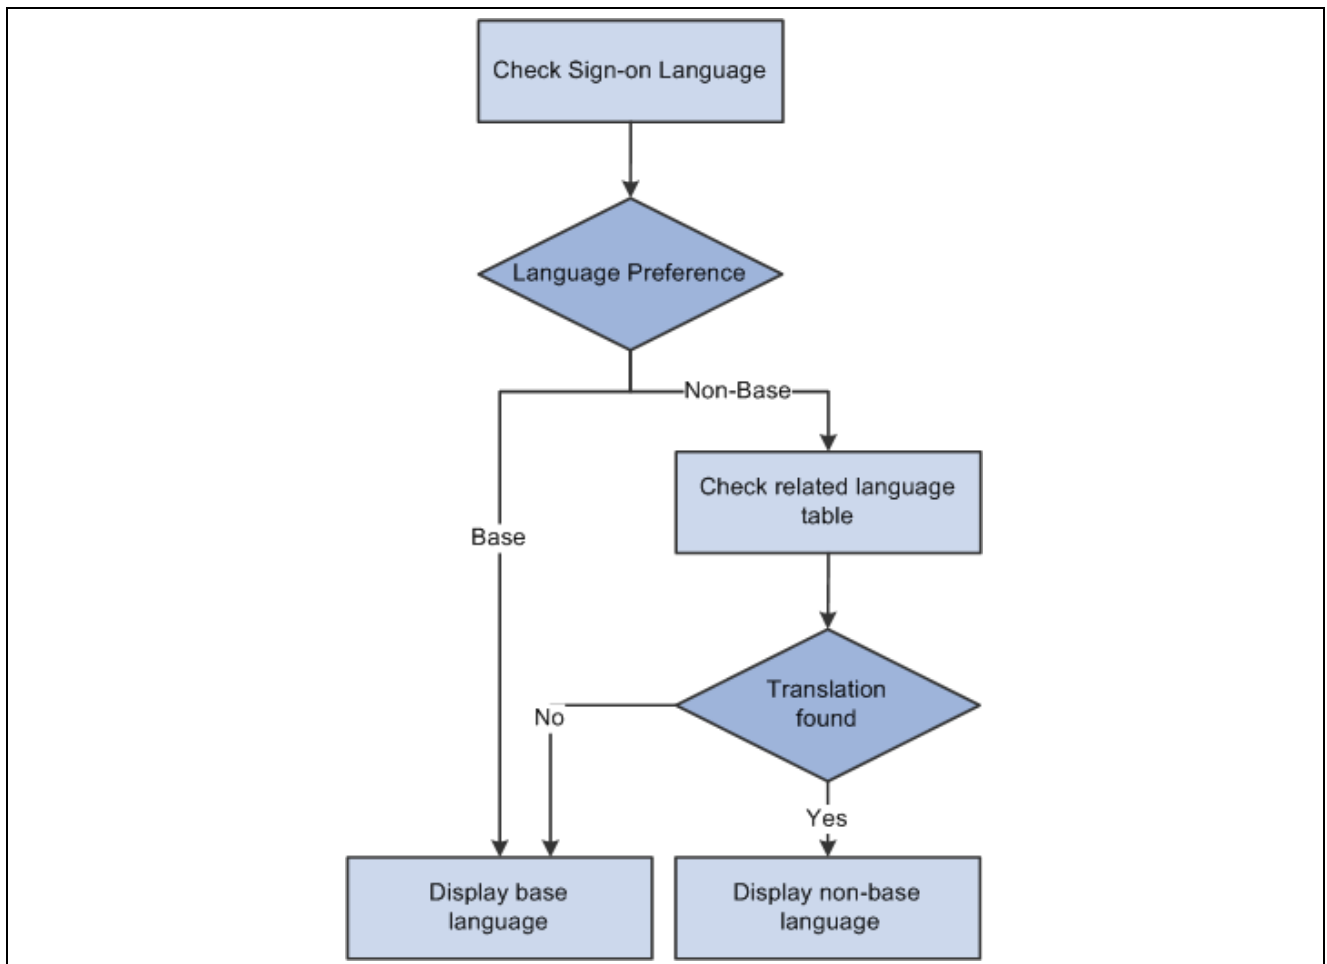 Check Sign-on Language
Language Preference
Non-Base
Check related language
table
Base
Translation
found
No
Yes
Display base
language
Display non-base
language